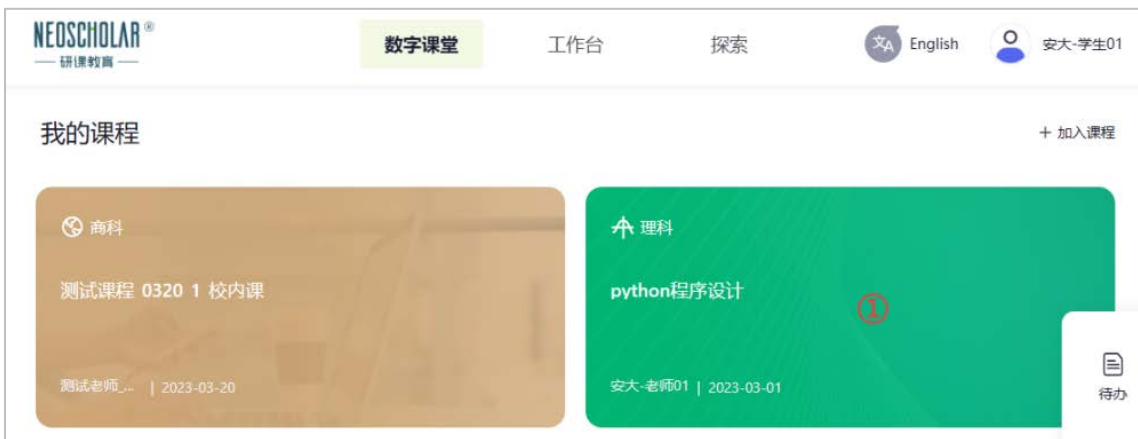 NEOSCHOLAR®
研课教育
数字课堂 工作台 探索 文A English 安大-学生01
我的课程
+ 加入课程
商科
测试课程 0320 1 校内课
测试老师_... | 2023-03-20
理科
python程序设计
①
安大-老师01 | 2023-03-01
待办